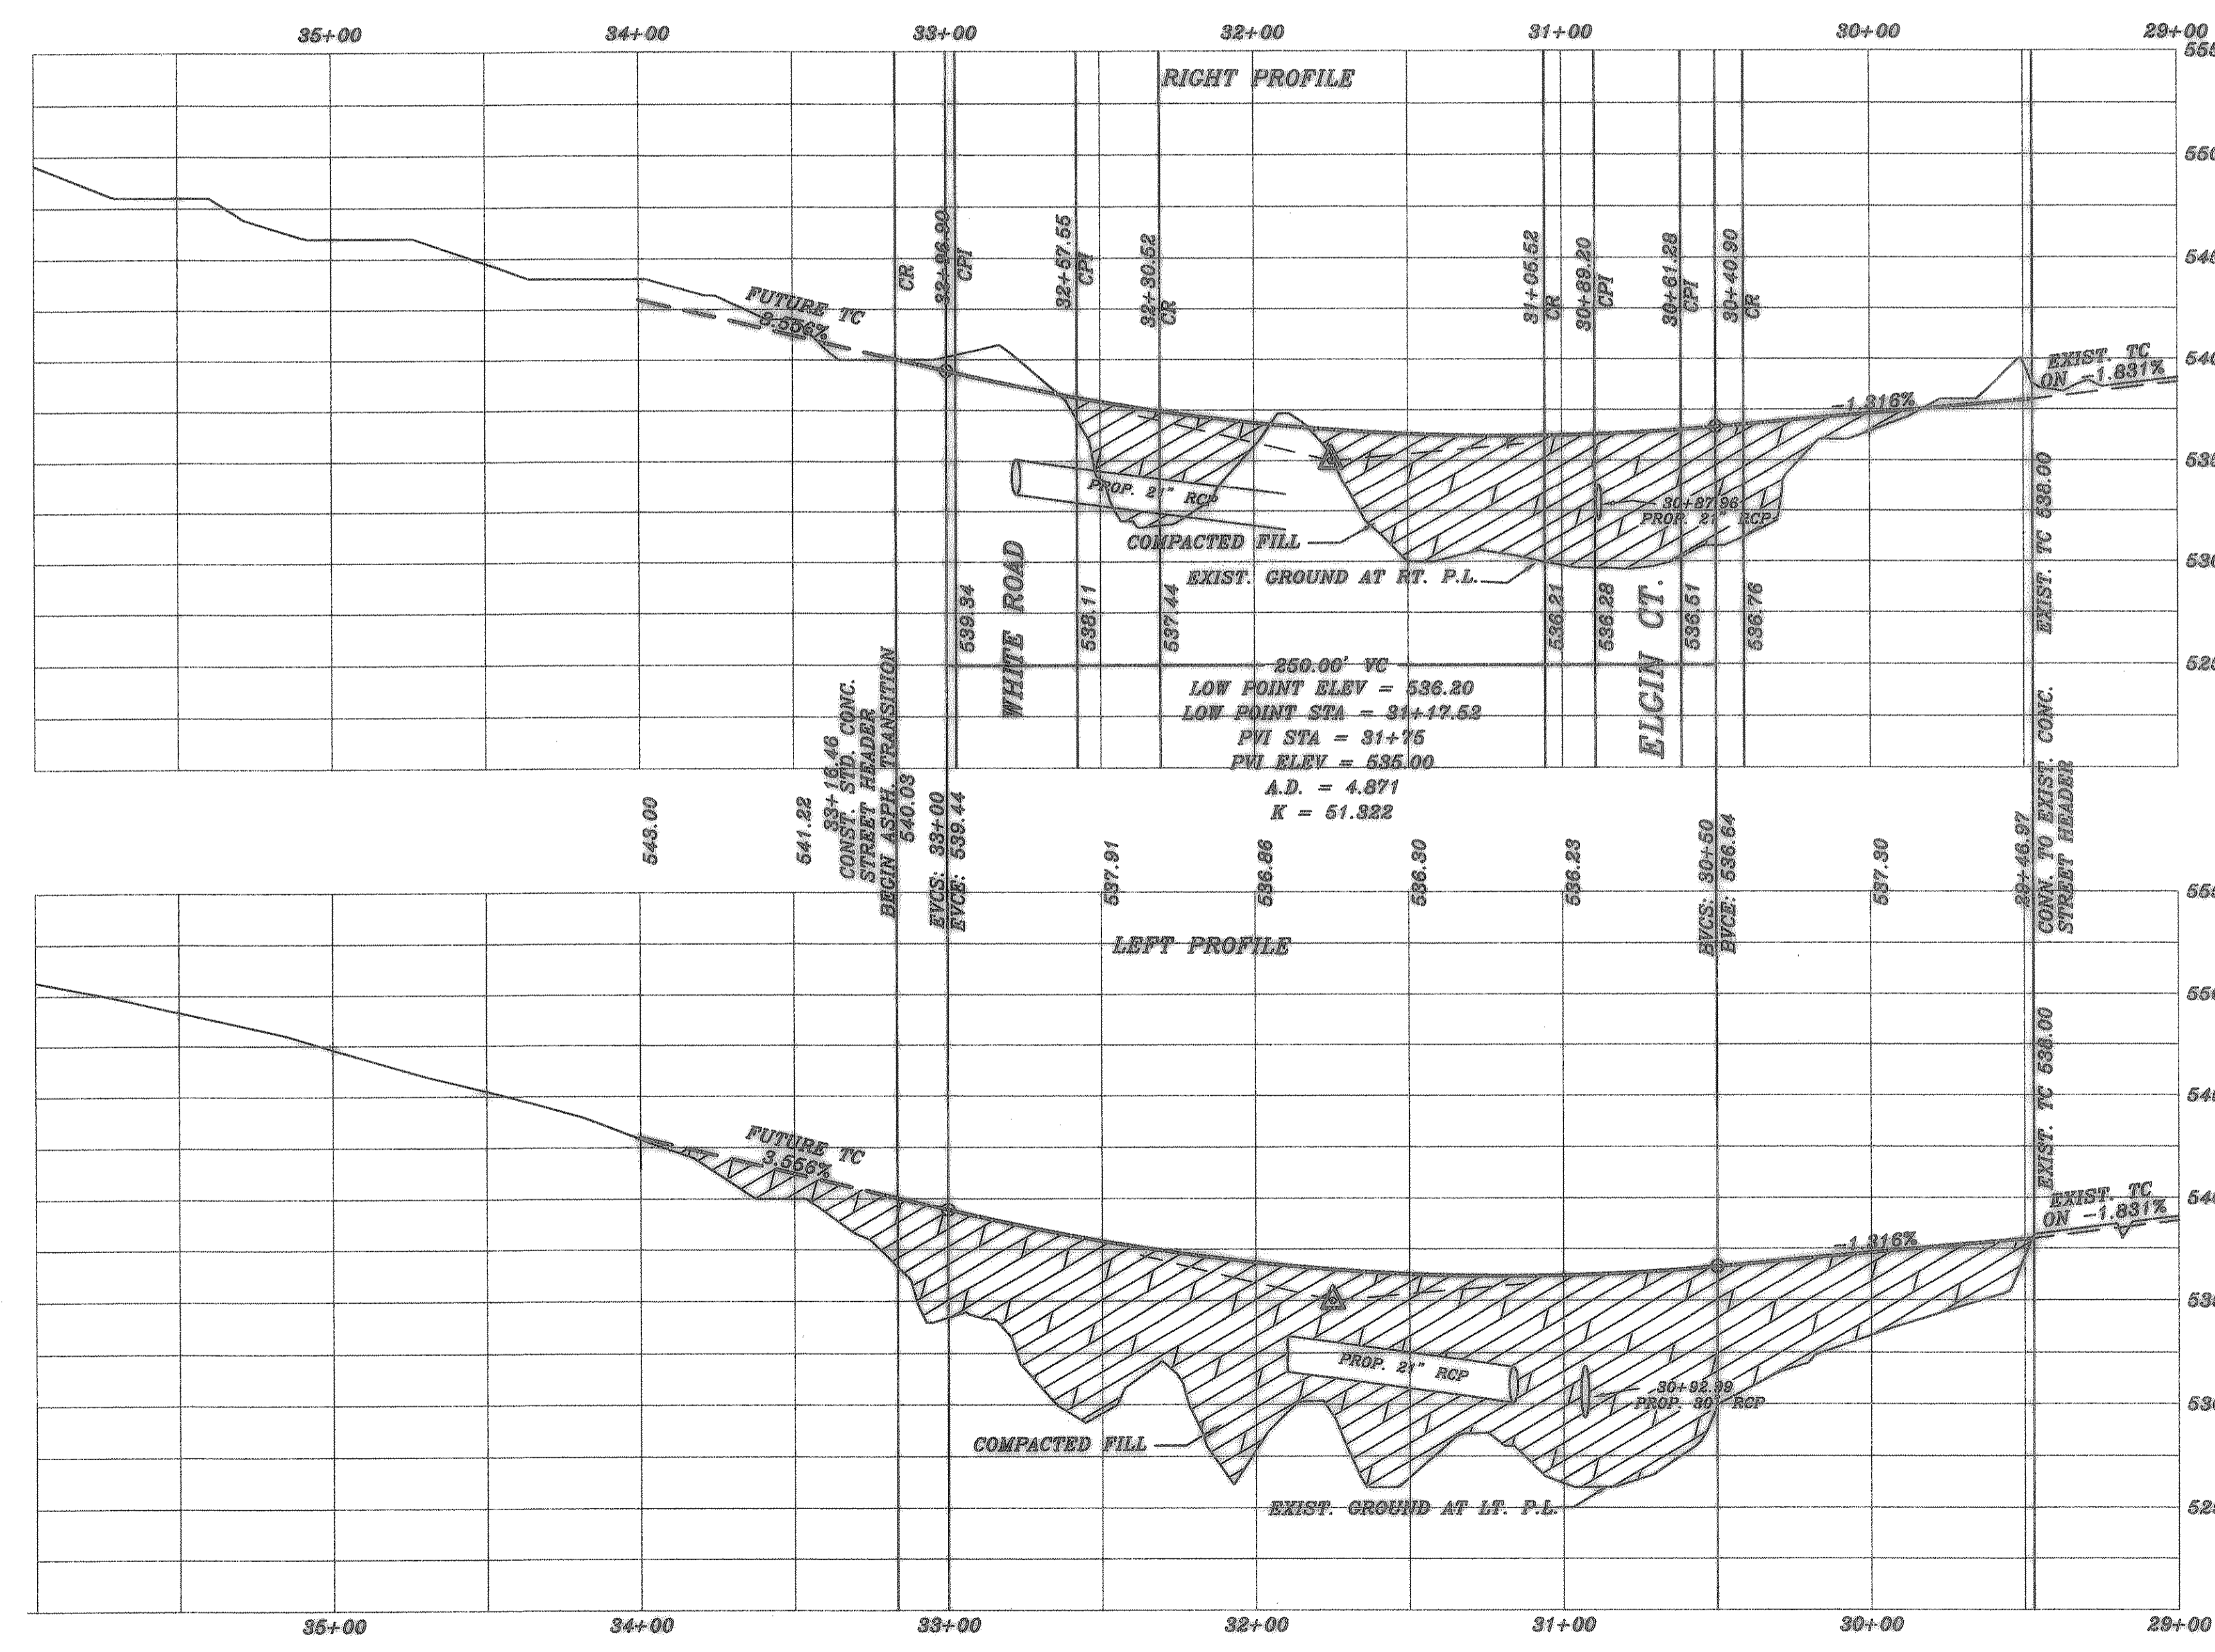 35+00 34+00 33+00 32+00 31+00 30+00 29+00
RIGHT PROFILE
FUTURE TC
3.556%
CR
32+96.90
CPI
32+57.55
CPI
32+30.52
CR
31+05.52
CR
30+89.20
CPI
30+61.28
CPI
30+40.90
CR
EXIST. TC
ON -1.831%
-1.316%
PROP. 21" RCP
30+87.96
PROP. 21" RCP
COMPACTED FILL
EXIST. GROUND AT RT. P.L.
WHITE ROAD
ELGIN CT.
539.34
538.11
537.44
536.21
536.28
536.51
536.76
EXIST. TC 538.00
250.00' VC
LOW POINT ELEV = 536.20
LOW POINT STA = 31+17.52
PVI STA = 31+75
PVI ELEV = 535.00
A.D. = 4.871
K = 51.322
543.00
541.22
33+16.46
CONST. STD. CONC.
STREET HEADER
BEGIN ASPH. TRANSITION
540.03
EVCS: 33+00
EVCE: 539.44
537.91
536.86
536.30
536.23
BVCS: 30+50
BVCE: 536.64
537.30
29+46.97
CONN. TO EXIST. CONC.
STREET HEADER
LEFT PROFILE
EXIST. TC 538.00
FUTURE TC
3.556%
EXIST. TC
ON -1.831%
-1.316%
PROP. 21" RCP
30+92.99
PROP. 30" RCP
COMPACTED FILL
EXIST. GROUND AT LT. P.L.
35+00 34+00 33+00 32+00 31+00 30+00 29+00